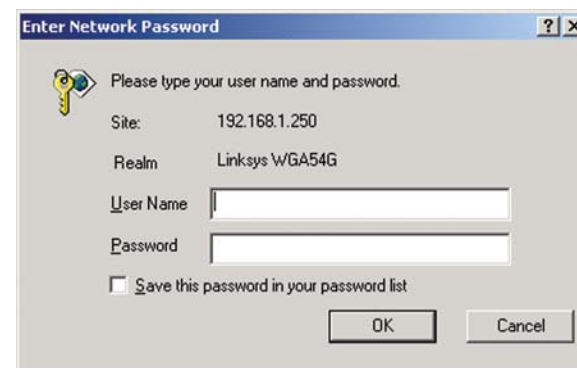 Enter Network Password
Please type your user name and password.
Site: 192.168.1.250
Realm Linksys WGA54G
User Name
Password
Save this password in your password list
OK Cancel